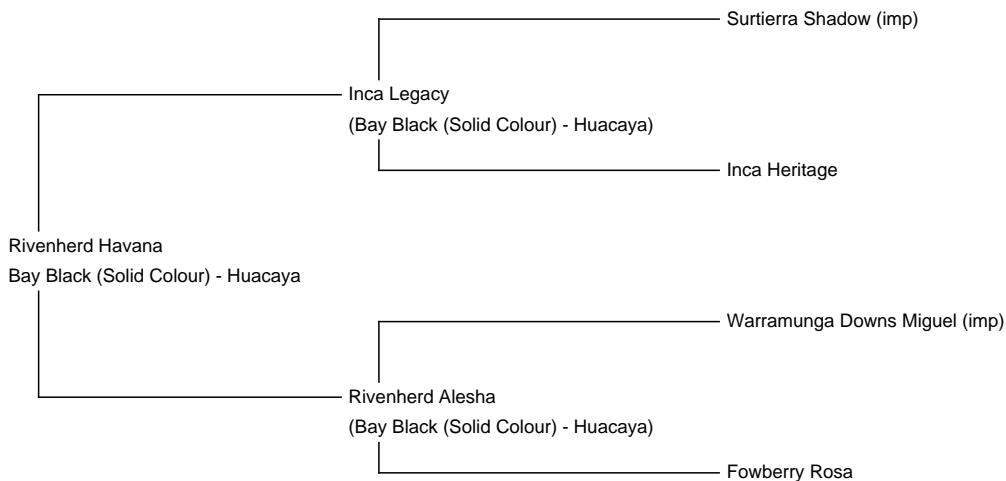 Surtierra Shadow (imp)
Inca Legacy
(Bay Black (Solid Colour) - Huacaya)
Inca Heritage
Rivenherd Havana
Bay Black (Solid Colour) - Huacaya
Warramunga Downs Miguel (imp)
Rivenherd Alesha
(Bay Black (Solid Colour) - Huacaya)
Fowberry Rosa